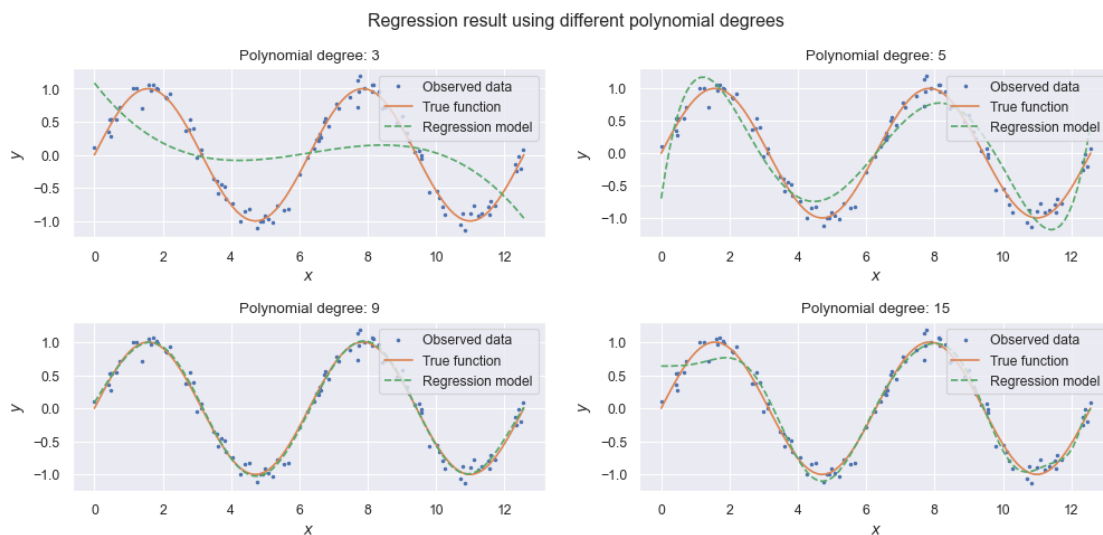 Regression result using different polynomial degrees
Polynomial degree: 3
1.0
0.5
0.0
−0.5
−1.0
y
0 2 4 6 8 10 12
x
Observed data
True function
Regression model
Polynomial degree: 5
1.0
0.5
0.0
−0.5
−1.0
y
0 2 4 6 8 10 12
x
Observed data
True function
Regression model
Polynomial degree: 9
1.0
0.5
0.0
−0.5
−1.0
y
0 2 4 6 8 10 12
x
Observed data
True function
Regression model
Polynomial degree: 15
1.0
0.5
0.0
−0.5
−1.0
y
0 2 4 6 8 10 12
x
Observed data
True function
Regression model